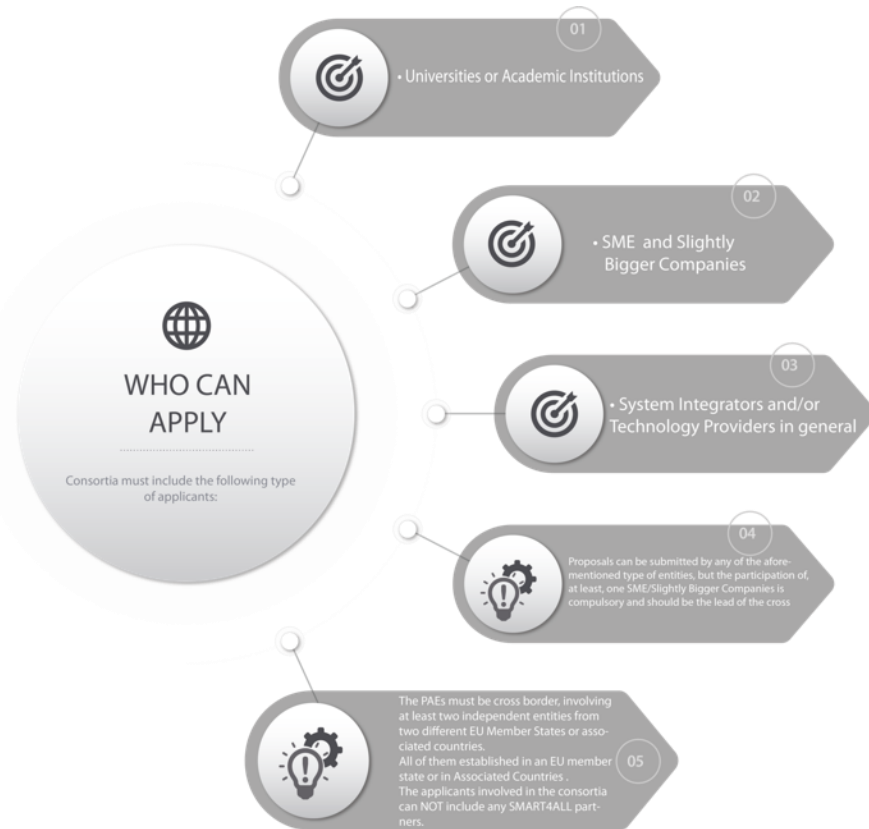 WHO CAN
APPLY
Consortia must include the following type
of applicants:
01
• Universities or Academic Institutions
02
• SME and Slightly
Bigger Companies
03
• System Integrators and/or
Technology Providers in general
04
Proposals can be submitted by any of the afore-
mentioned type of entities, but the participation of,
at least, one SME/Slightly Bigger Companies is
compulsory and should be the lead of the cross
05
The PAEs must be cross border, involving
at least two independent entities from
two different EU Member States or asso-
ciated countries.
All of them established in an EU member
state or in Associated Countries .
The applicants involved in the consortia
can NOT include any SMART4ALL part-
ners.